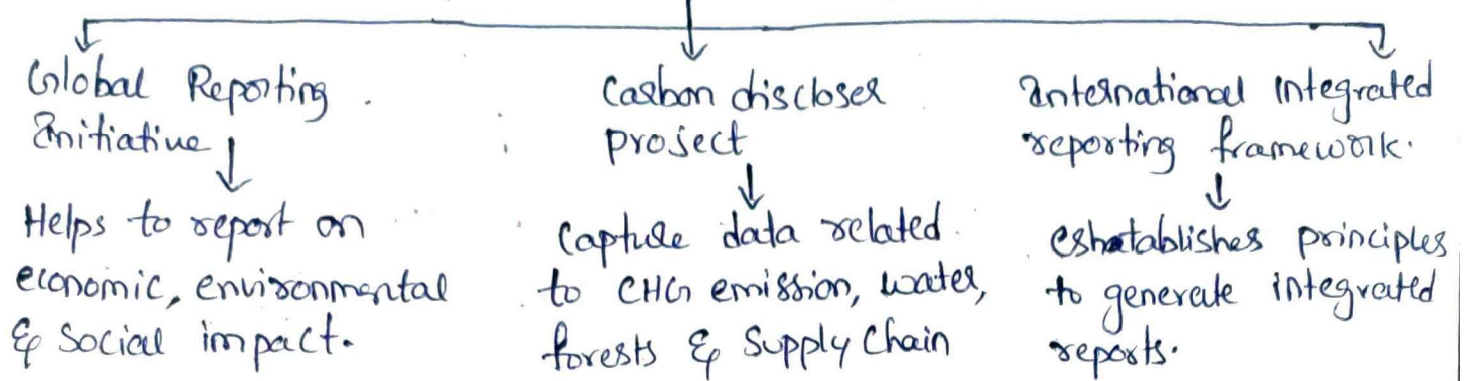 Global Reporting
Initiative
Helps to report on
economic, environmental
& Social impact.
Carbon discloser
project
Capture data related
to GHG emission, water,
forests & Supply Chain
International Integrated
reporting framework.
eshatablishes principles
to generate integrated
reports.